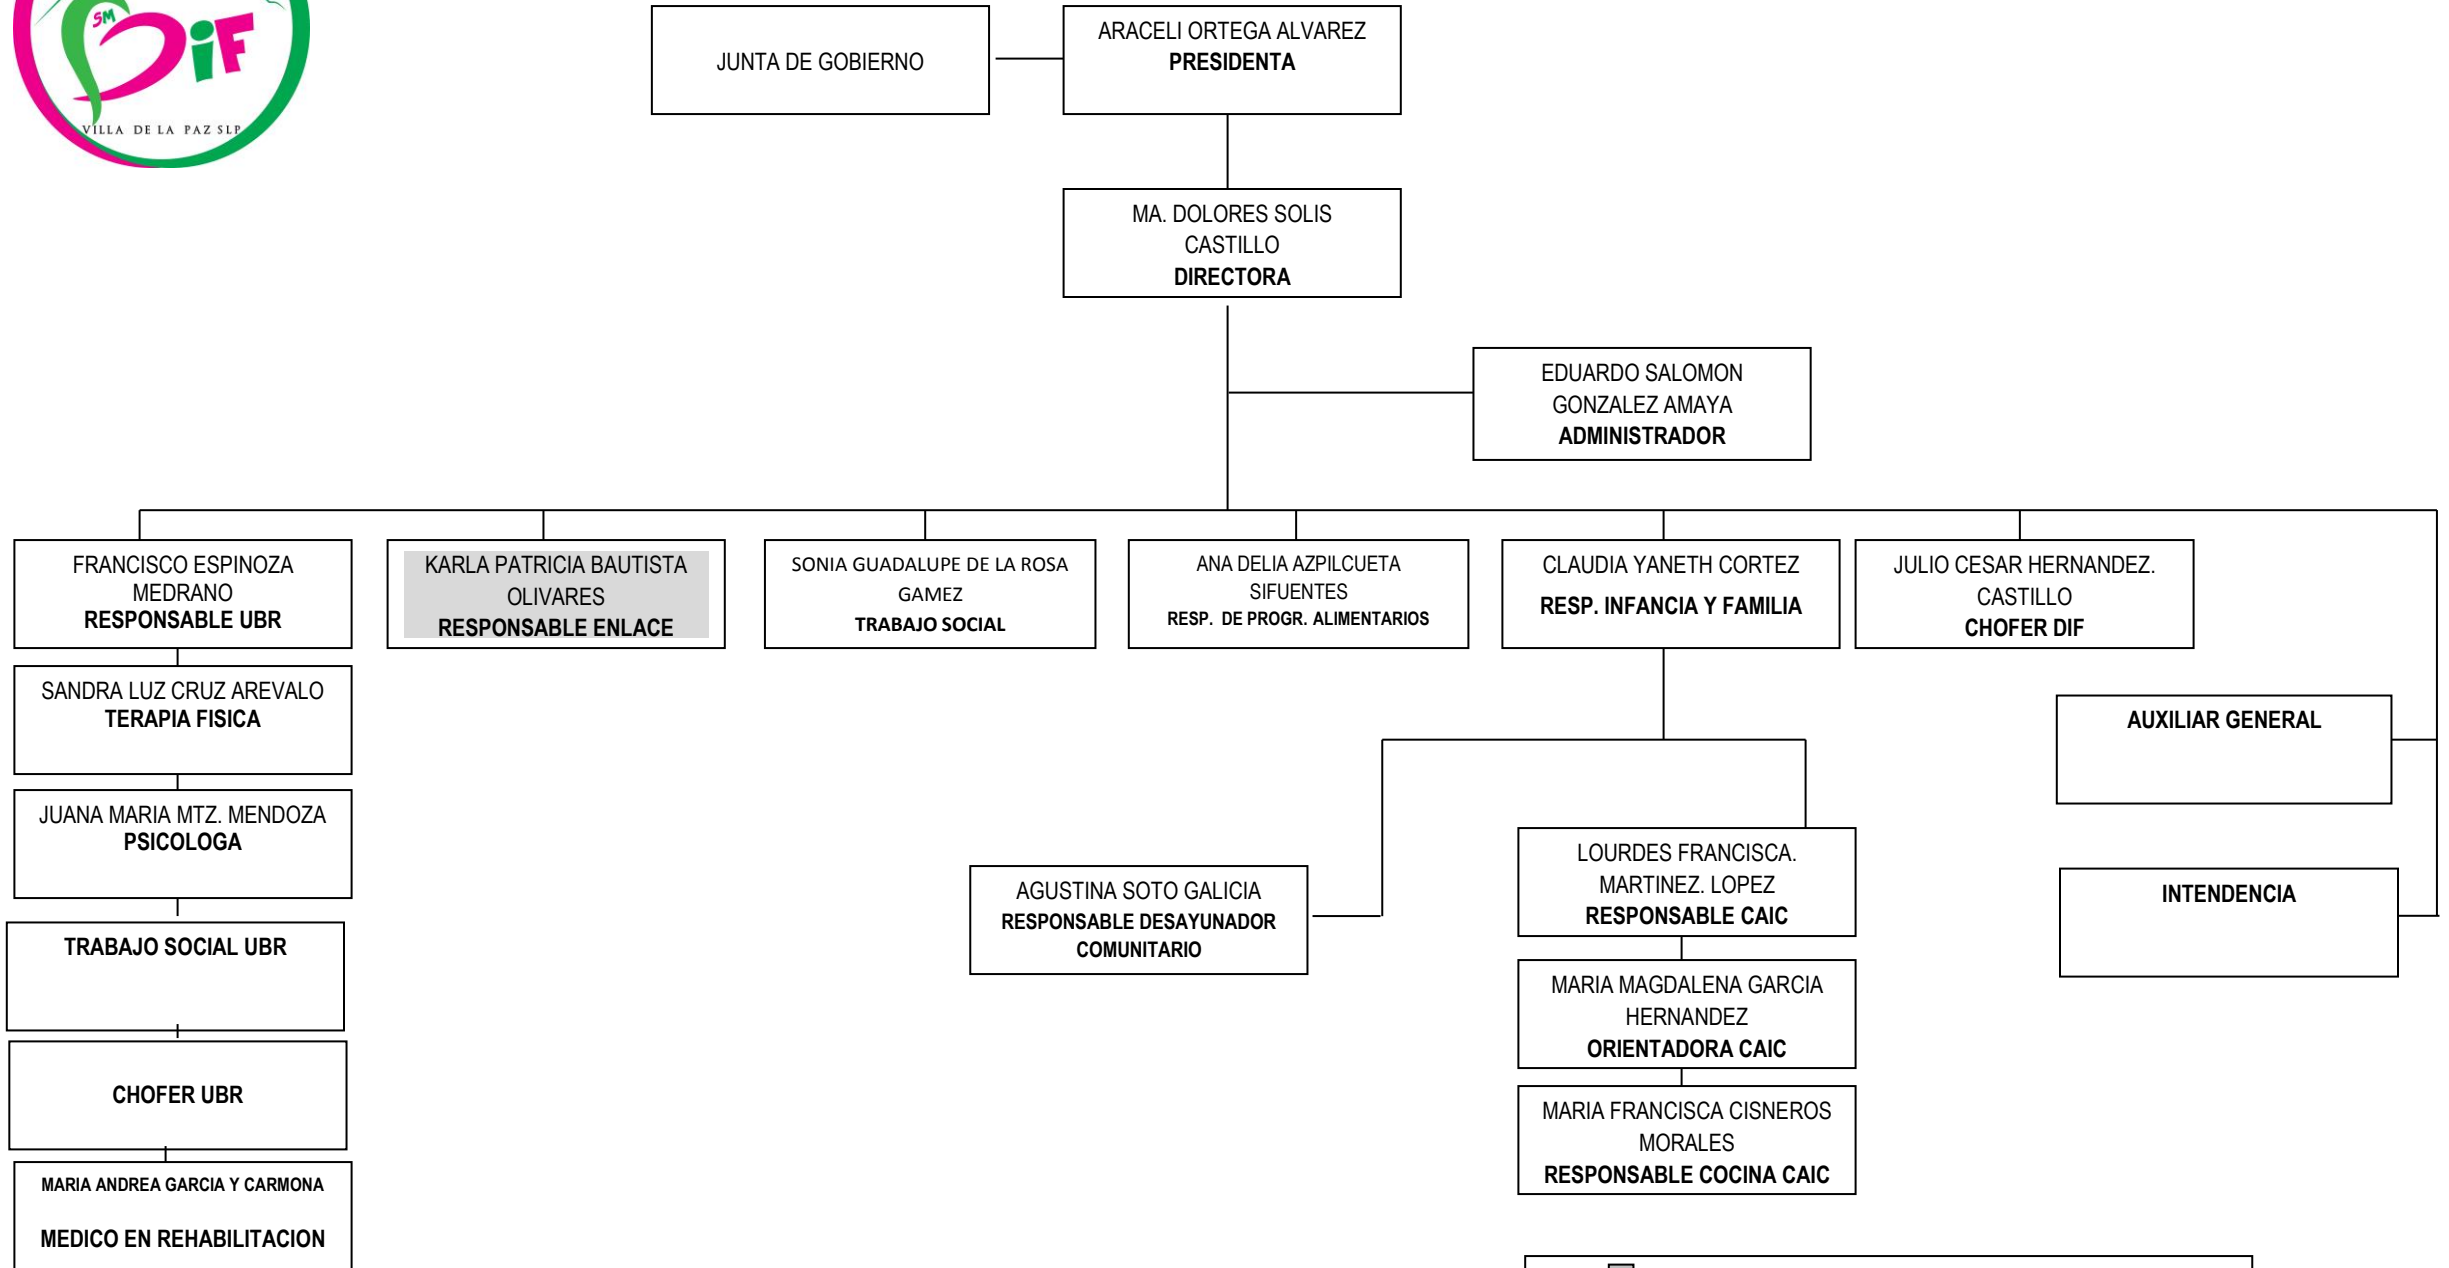 SM
DiF
VILLA DE LA PAZ SLP
JUNTA DE GOBIERNO
ARACELI ORTEGA ALVAREZ
PRESIDENTA
MA. DOLORES SOLIS
CASTILLO
DIRECTORA
EDUARDO SALOMON
GONZALEZ AMAYA
ADMINISTRADOR
FRANCISCO ESPINOZA
MEDRANO
RESPONSABLE UBR
KARLA PATRICIA BAUTISTA
OLIVARES
RESPONSABLE ENLACE
SONIA GUADALUPE DE LA ROSA
GAMEZ
TRABAJO SOCIAL
ANA DELIA AZPILCUETA
SIFUENTES
RESP. DE PROGR. ALIMENTARIOS
CLAUDIA YANETH CORTEZ
RESP. INFANCIA Y FAMILIA
JULIO CESAR HERNANDEZ.
CASTILLO
CHOFER DIF
SANDRA LUZ CRUZ AREVALO
TERAPIA FISICA
JUANA MARIA MTZ. MENDOZA
PSICOLOGA
TRABAJO SOCIAL UBR
CHOFER UBR
MARIA ANDREA GARCIA Y CARMONA
MEDICO EN REHABILITACION
AGUSTINA SOTO GALICIA
RESPONSABLE DESAYUNADOR
COMUNITARIO
LOURDES FRANCISCA.
MARTINEZ. LOPEZ
RESPONSABLE CAIC
MARIA MAGDALENA GARCIA
HERNANDEZ
ORIENTADORA CAIC
MARIA FRANCISCA CISNEROS
MORALES
RESPONSABLE COCINA CAIC
AUXILIAR GENERAL
INTENDENCIA